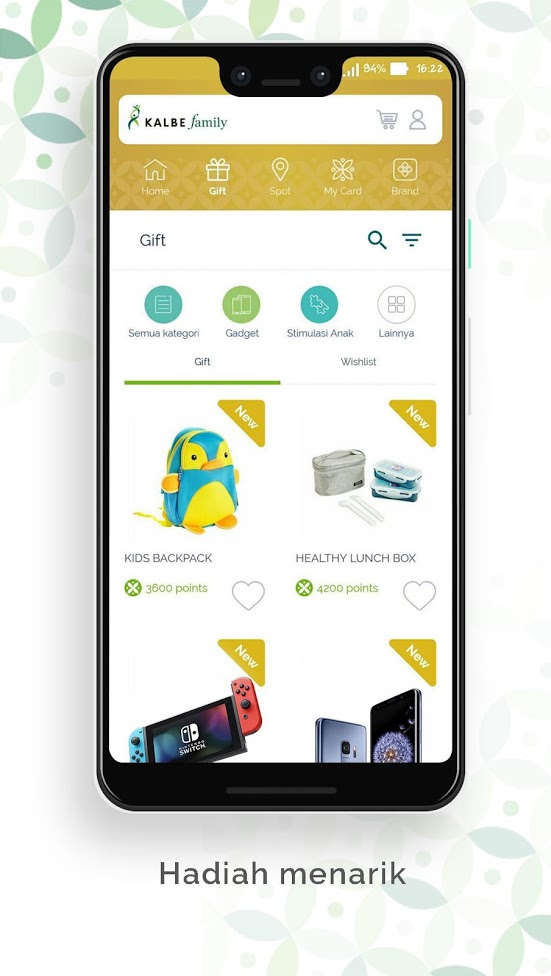 94% 16:22
KALBE family
Home Gift Spot My Card Brand
Gift
Semua kategori Gadget Stimulasi Anak Lainnya
Gift Wishlist
New New
KIDS BACKPACK HEALTHY LUNCH BOX
3600 points 4200 points
New New
NINTENDO
SWITCH
Hadiah menarik